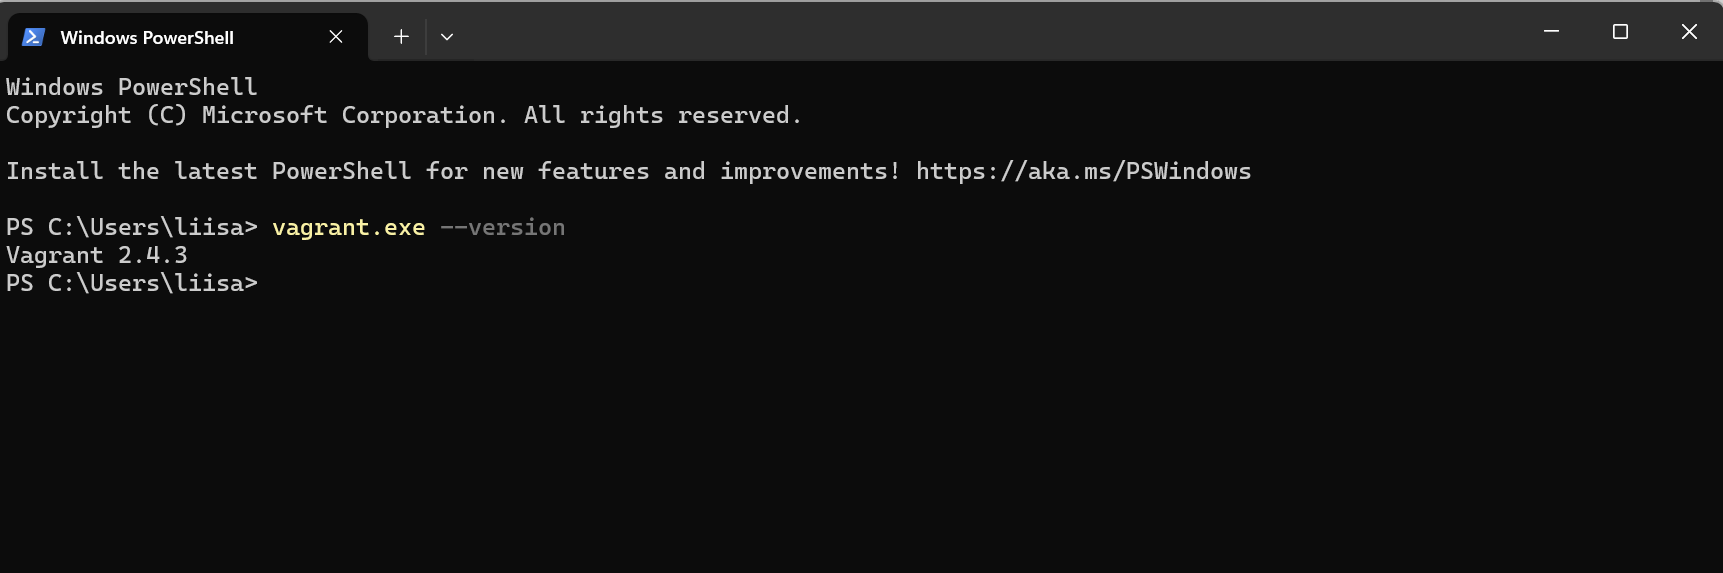 Windows PowerShell
Windows PowerShell
Copyright (C) Microsoft Corporation. All rights reserved.
Install the latest PowerShell for new features and improvements! https://aka.ms/PSWindows
PS C:\Users\liisa> vagrant.exe --version
Vagrant 2.4.3
PS C:\Users\liisa>